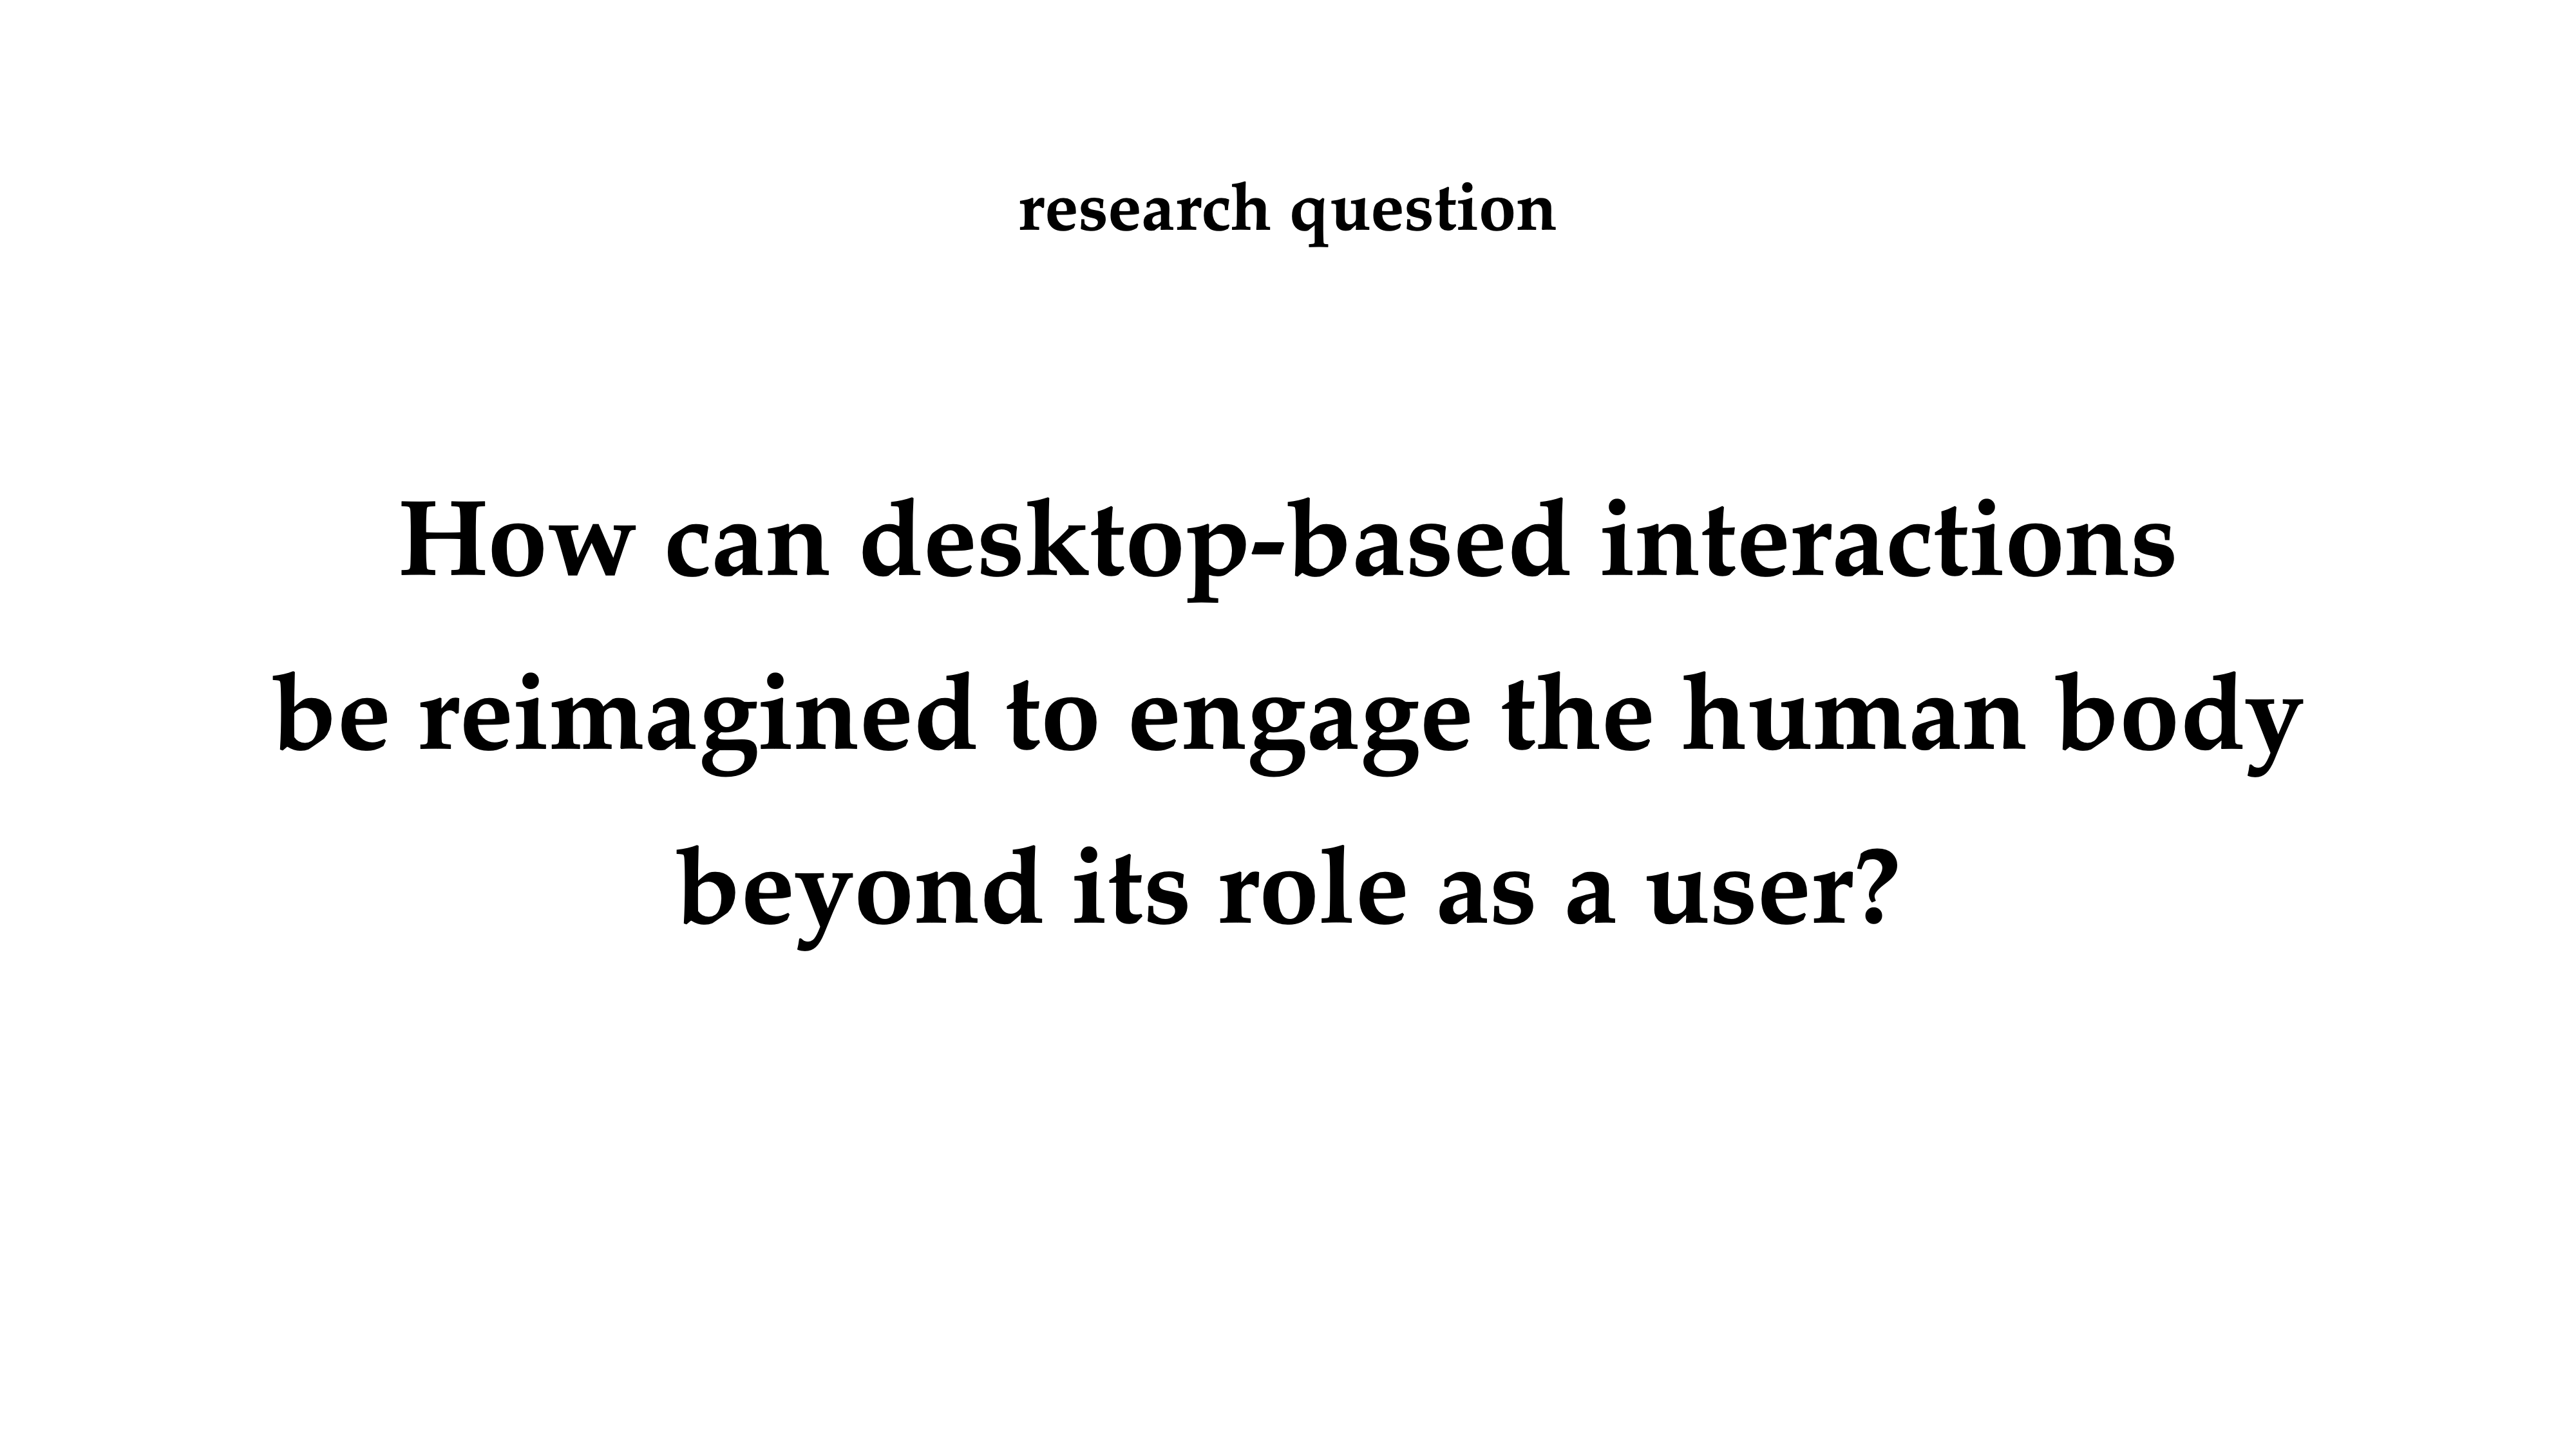 research question
How can desktop-based interactions
be reimagined to engage the human body
beyond its role as a user?